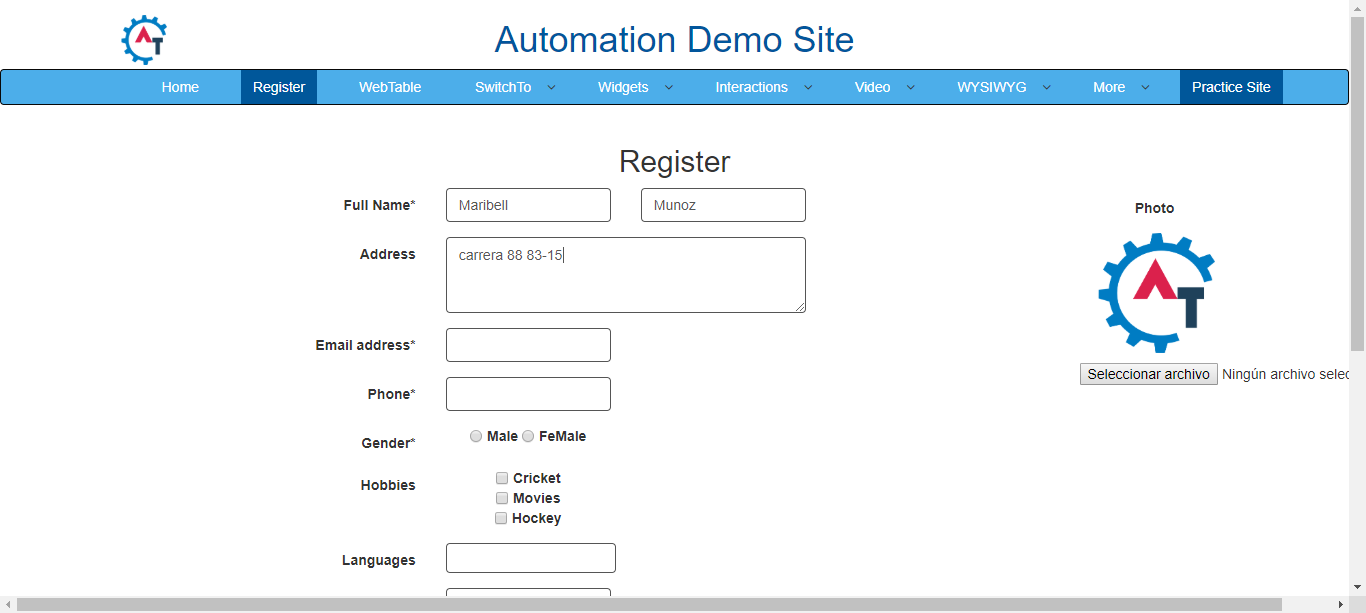 AT
Automation Demo Site
Home Register WebTable SwitchTo Widgets Interactions Video WYSIWYG More Practice Site
Register
Full Name* Maribell Munoz
Photo
Address carrera 88 83-15
AT
Email address*
Seleccionar archivo Ningún archivo selec
Phone*
Gender* Male FeMale
Hobbies Cricket
Movies
Hockey
Languages